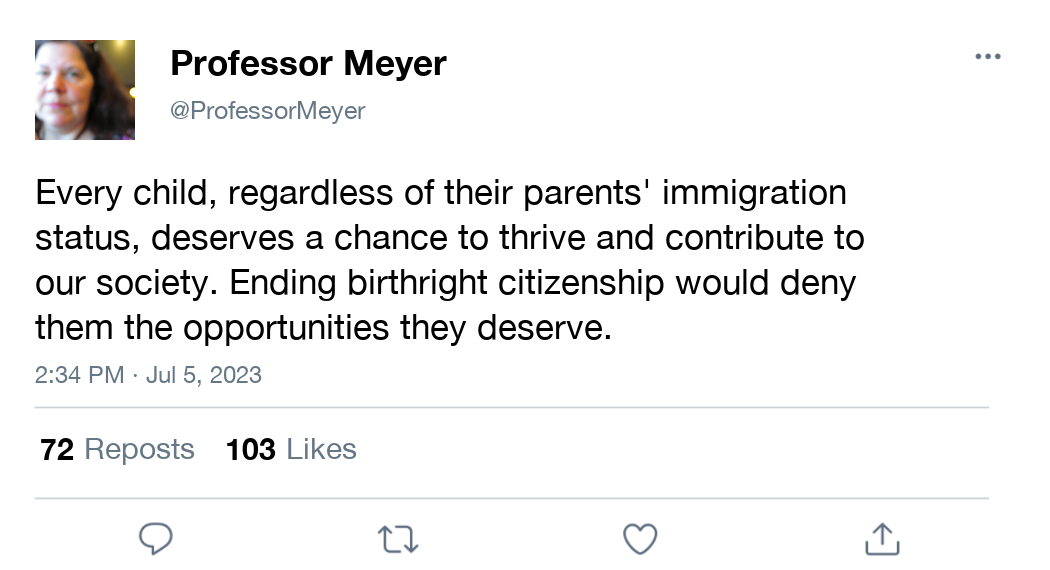 Professor Meyer
@ProfessorMeyer
Every child, regardless of their parents' immigration
status, deserves a chance to thrive and contribute to
our society. Ending birthright citizenship would deny
them the opportunities they deserve.
2:34 PM · Jul 5, 2023
72 Reposts 103 Likes